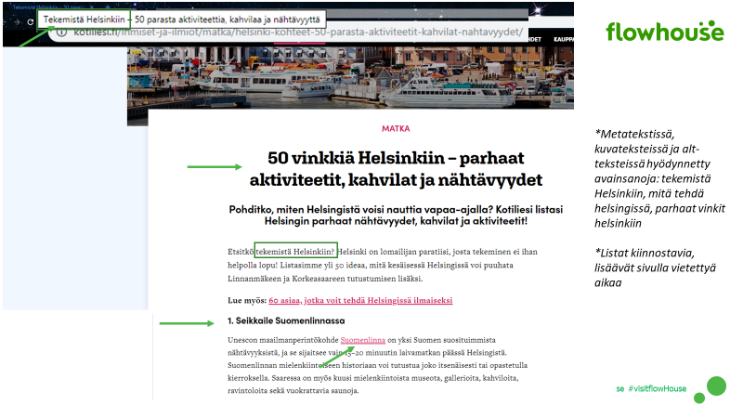 Tekemistä Helsinkiin – 50 parasta aktiviteettia, kahvilaa ja nähtävyyttä
kotiliesi.fi/ihmiset-ja-ilmiot/matka/helsinki-kohteet-50-parasta-aktiviteetit-kahvilat-nahtavyydet/
KAUPPA
flowhouse
MATKA
50 vinkkiä Helsinkiin – parhaat
aktiviteetit, kahvilat ja nähtävyydet
Pohditko, miten Helsingistä voisi nauttia vapaa-ajalla? Kotiliesi listasi
Helsingin parhaat nähtävyydet, kahvilat ja aktiviteetit!
Etsitkö tekemistä Helsinkiin? Helsinki on lomailijan paratiisi, josta tekeminen ei ihan
helpolla lopu! Listasimme yli 50 ideaa, mitä kesäisessä Helsingissä voi puuhata
Linnanmäken ja Korkeasaareen tutustumisen lisäksi.
Lue myös: 60 asiaa, jotka voit tehdä Helsingissä ilmaiseksi
1. Seikkaile Suomenlinnassa
Unescon maailmanperintökohde Suomenlinna on yksi Suomen suosituimmista
nähtävyyksistä, ja se sijaitsee vain 15–20 minuutin laivamatkan päässä Helsingistä.
Suomenlinnan mielenkiintoiseen historiaan voi tutustua joko itsenäisesti tai opastetulla
kierroksella. Saaressa on myös kuusi mielenkiintoista museota, gallerioita, kahviloita,
ravintoloita sekä vuokrattavia saunoja.
*Metatekstissä,
kuvateksteissä ja alt-
teksteissä hyödynnetty
avainsanoja: tekemistä
Helsinkiin, mitä tehdä
helsingissä, parhaat vinkit
helsinkiin
*Listat kiinnostavia,
lisäävät sivulla vietettyä
aikaa
se #visitflowHouse